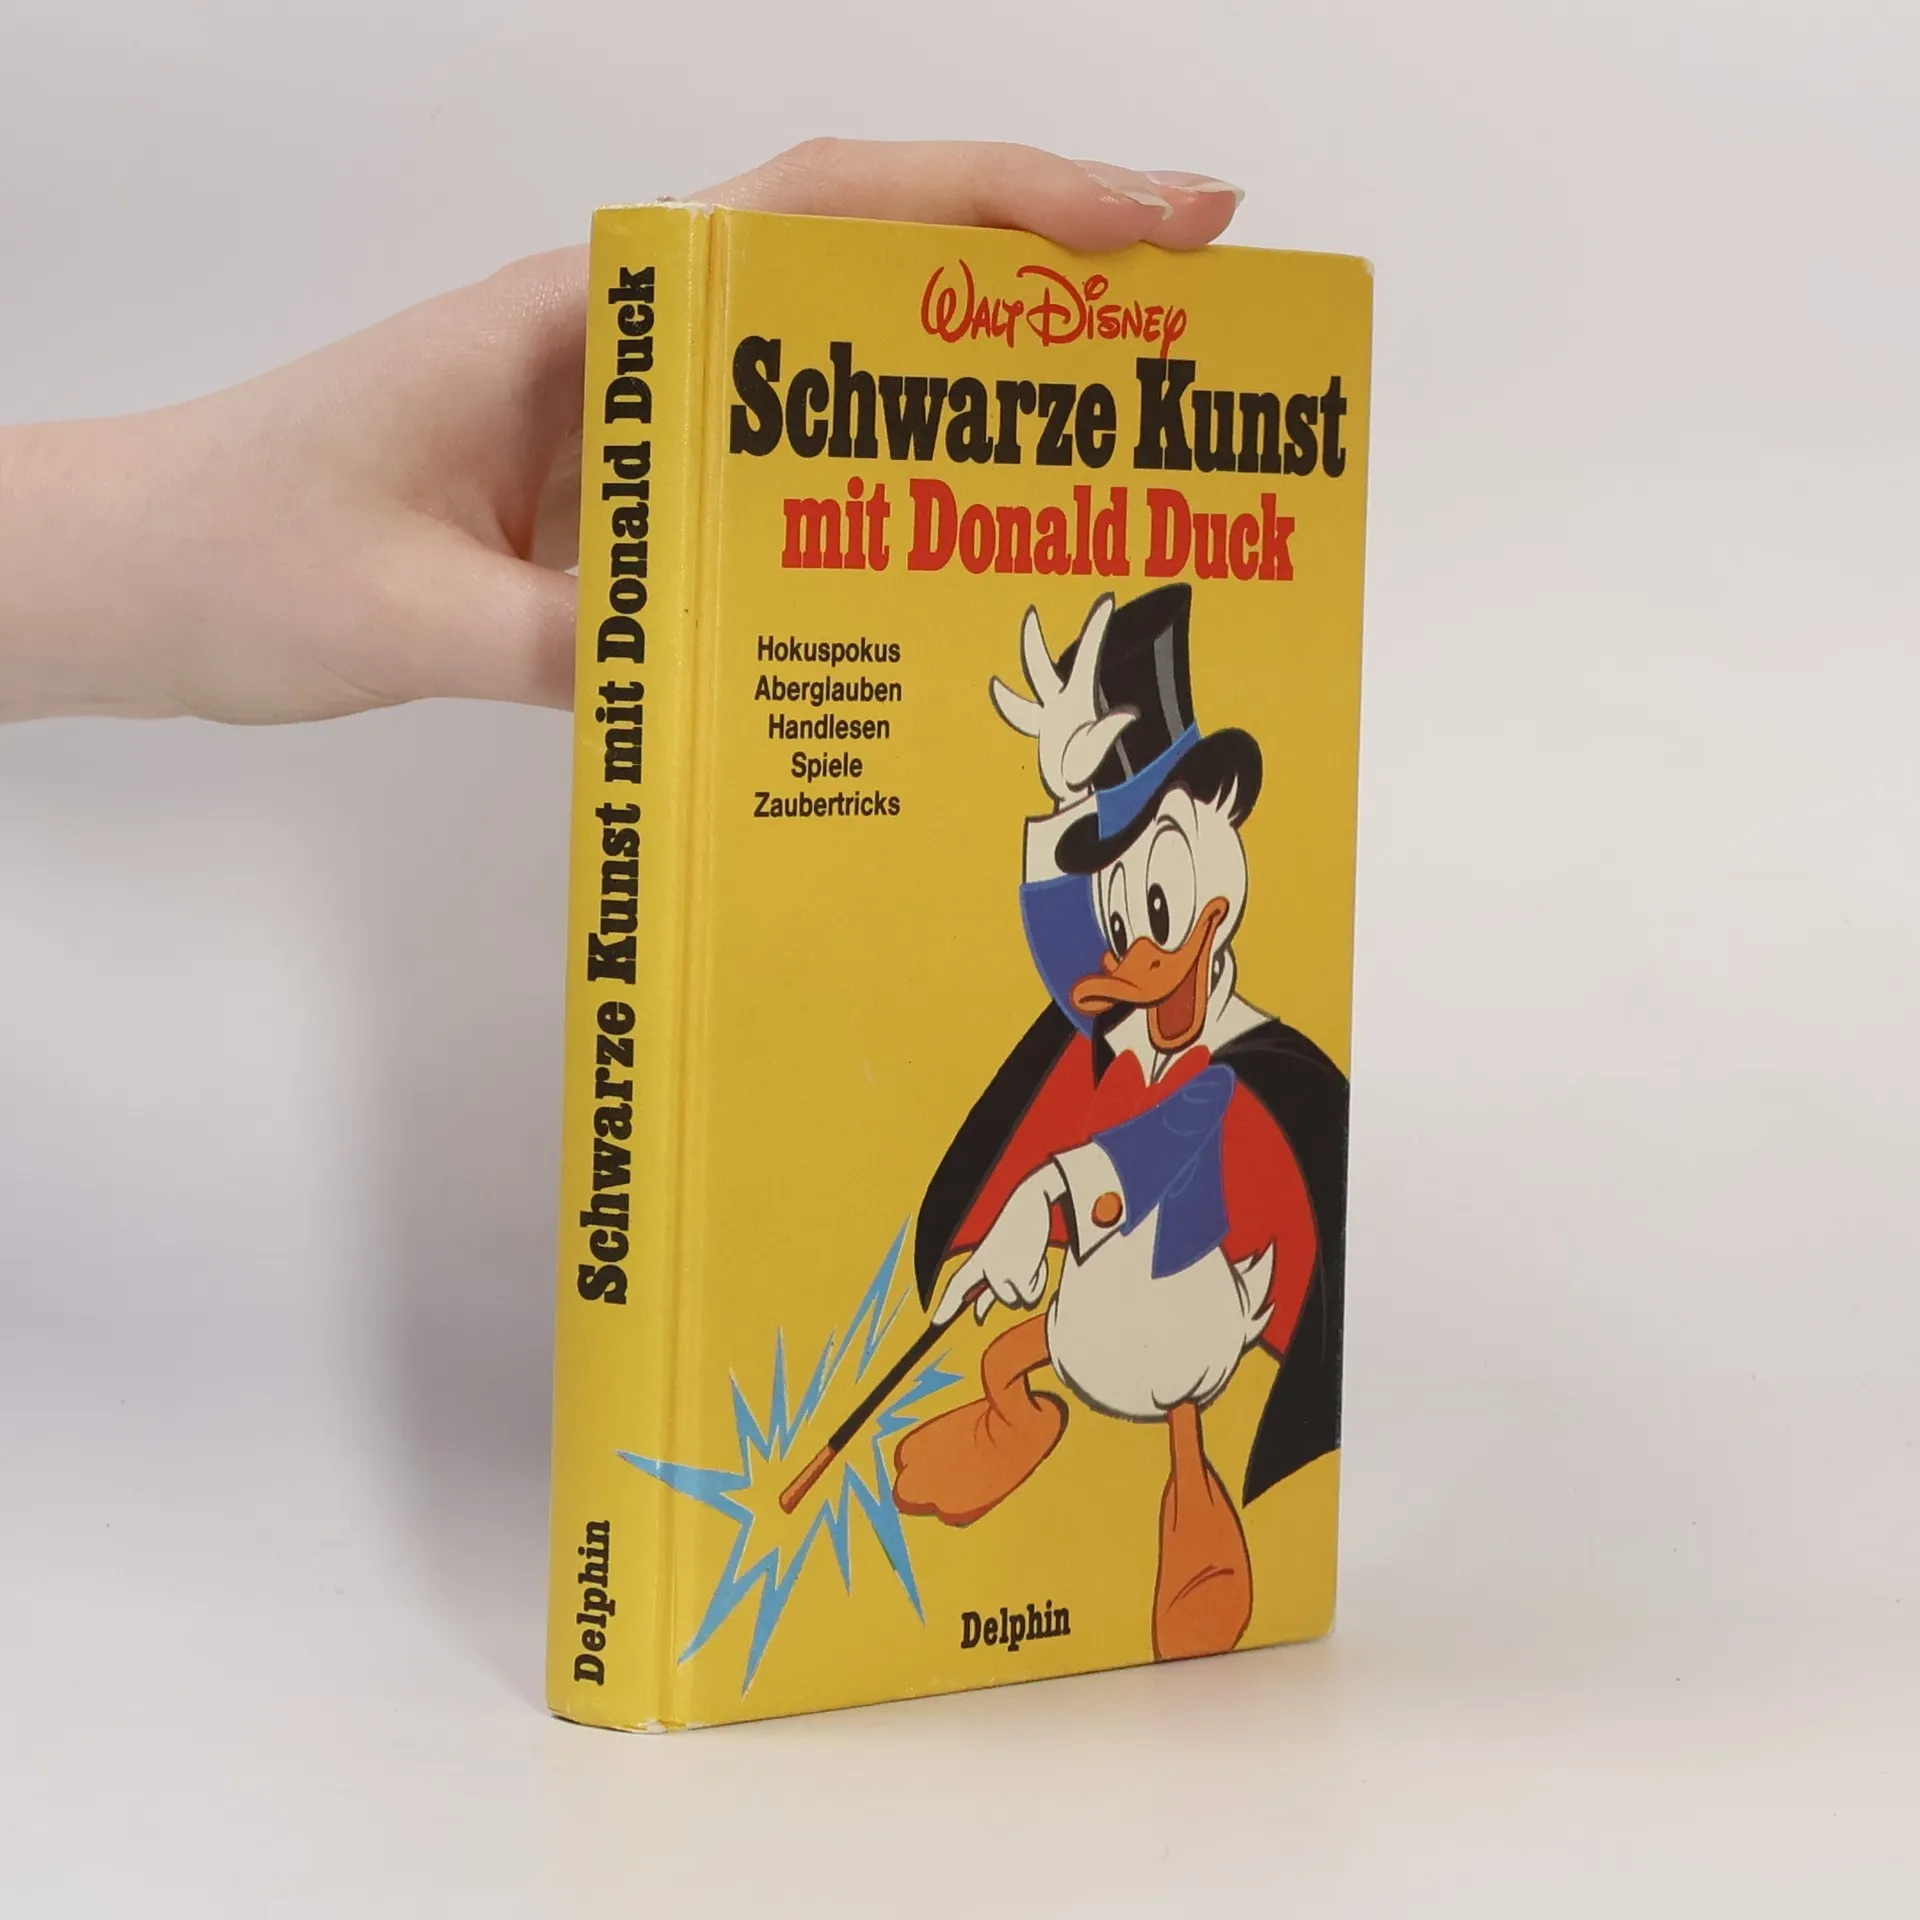 Schwarze Kunst mit Donald Duck
Delphin
Walt Disney
Schwarze Kunst
mit Donald Duck
Hokuspokus
Aberglauben
Handlesen
Spiele
Zaubertricks
Delphin